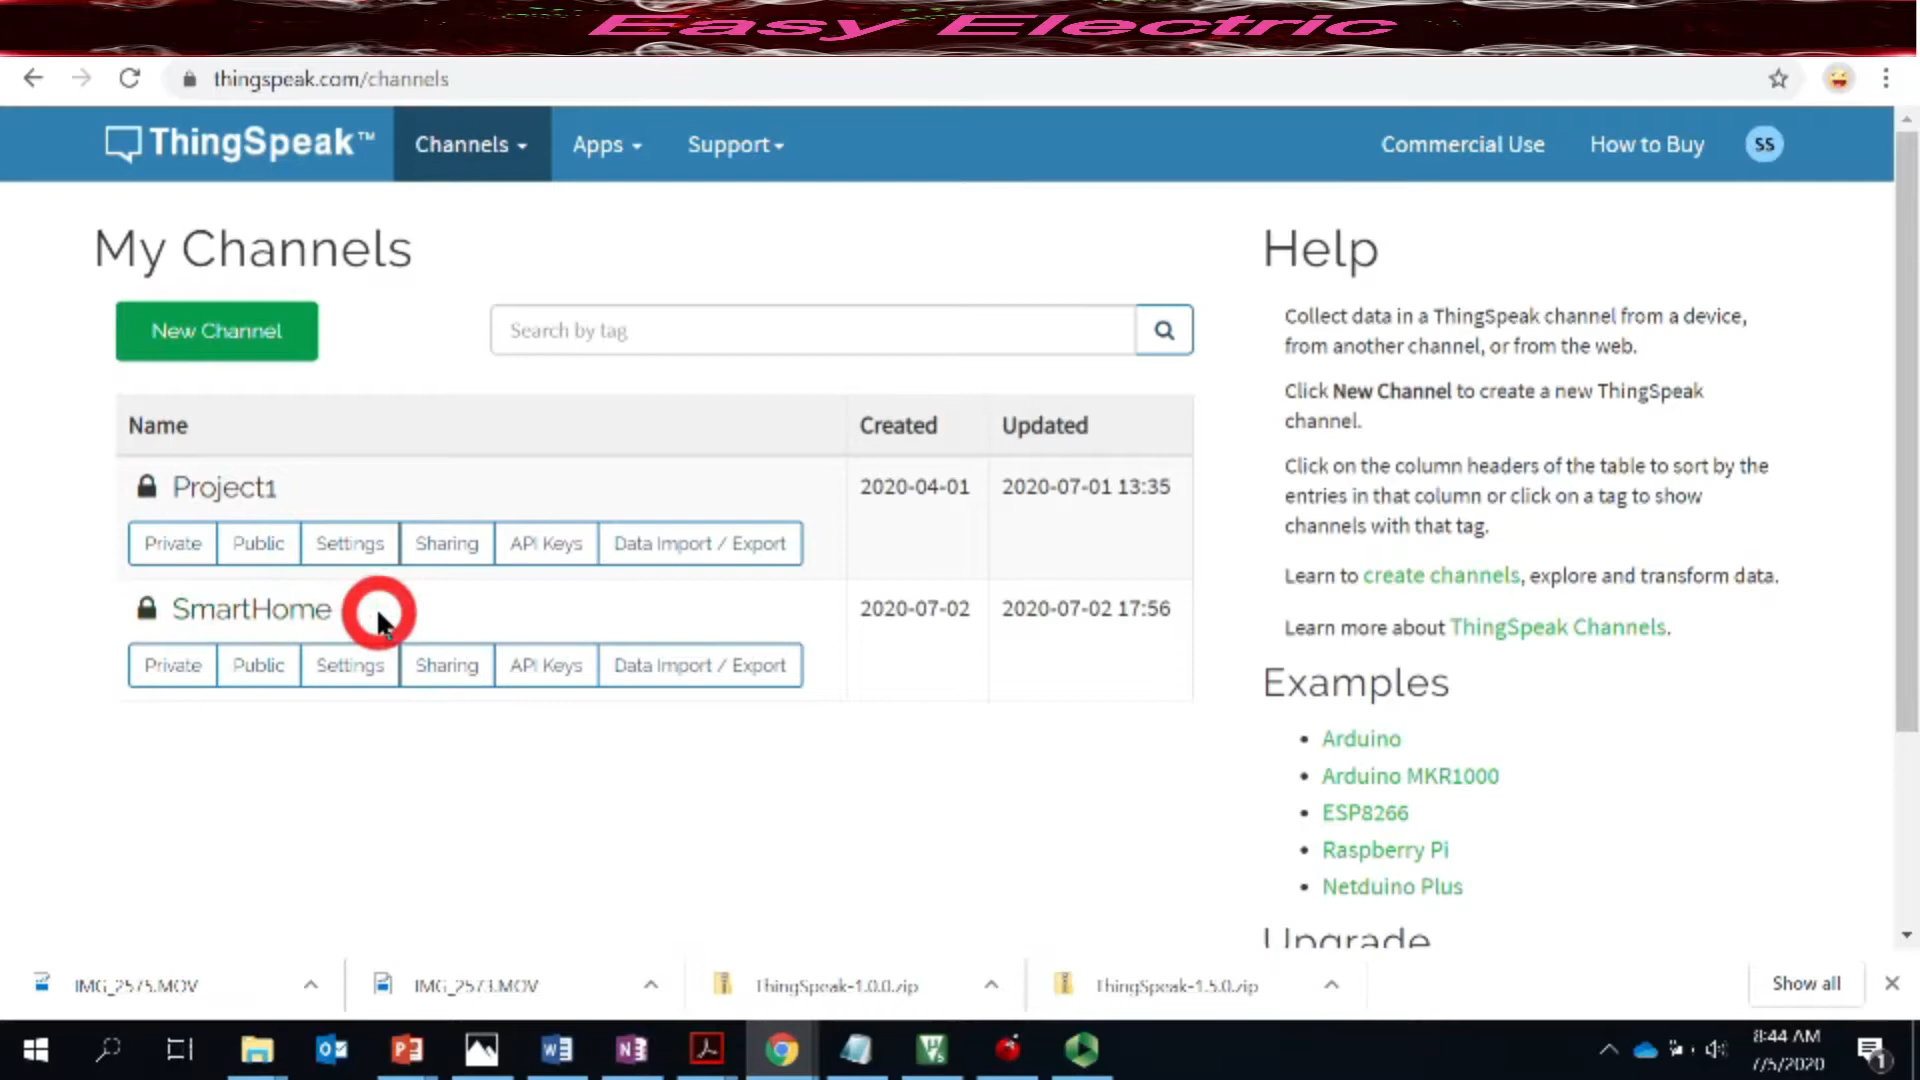 Easy Electric
thingspeak.com/channels
ThingSpeak™
Channels
Apps
Support
Commercial Use
How to Buy
SS
My Channels
New Channel
Search by tag
Name
Created
Updated
Project1
2020-04-01
2020-07-01 13:35
Private
Public
Settings
Sharing
API Keys
Data Import / Export
SmartHome
2020-07-02
2020-07-02 17:56
Private
Public
Settings
Sharing
API Keys
Data Import / Export
Help
Collect data in a ThingSpeak channel from a device,
from another channel, or from the web.
Click New Channel to create a new ThingSpeak
channel.
Click on the column headers of the table to sort by the
entries in that column or click on a tag to show
channels with that tag.
Learn to create channels, explore and transform data.
Learn more about ThingSpeak Channels.
Examples
Arduino
Arduino MKR1000
ESP8266
Raspberry Pi
Netduino Plus
Upgrade
IMG_2575.MOV
IMG_2573.MOV
ThingSpeak-1.0.0.zip
ThingSpeak-1.5.0.zip
Show all
8:44 AM
7/5/2020
1